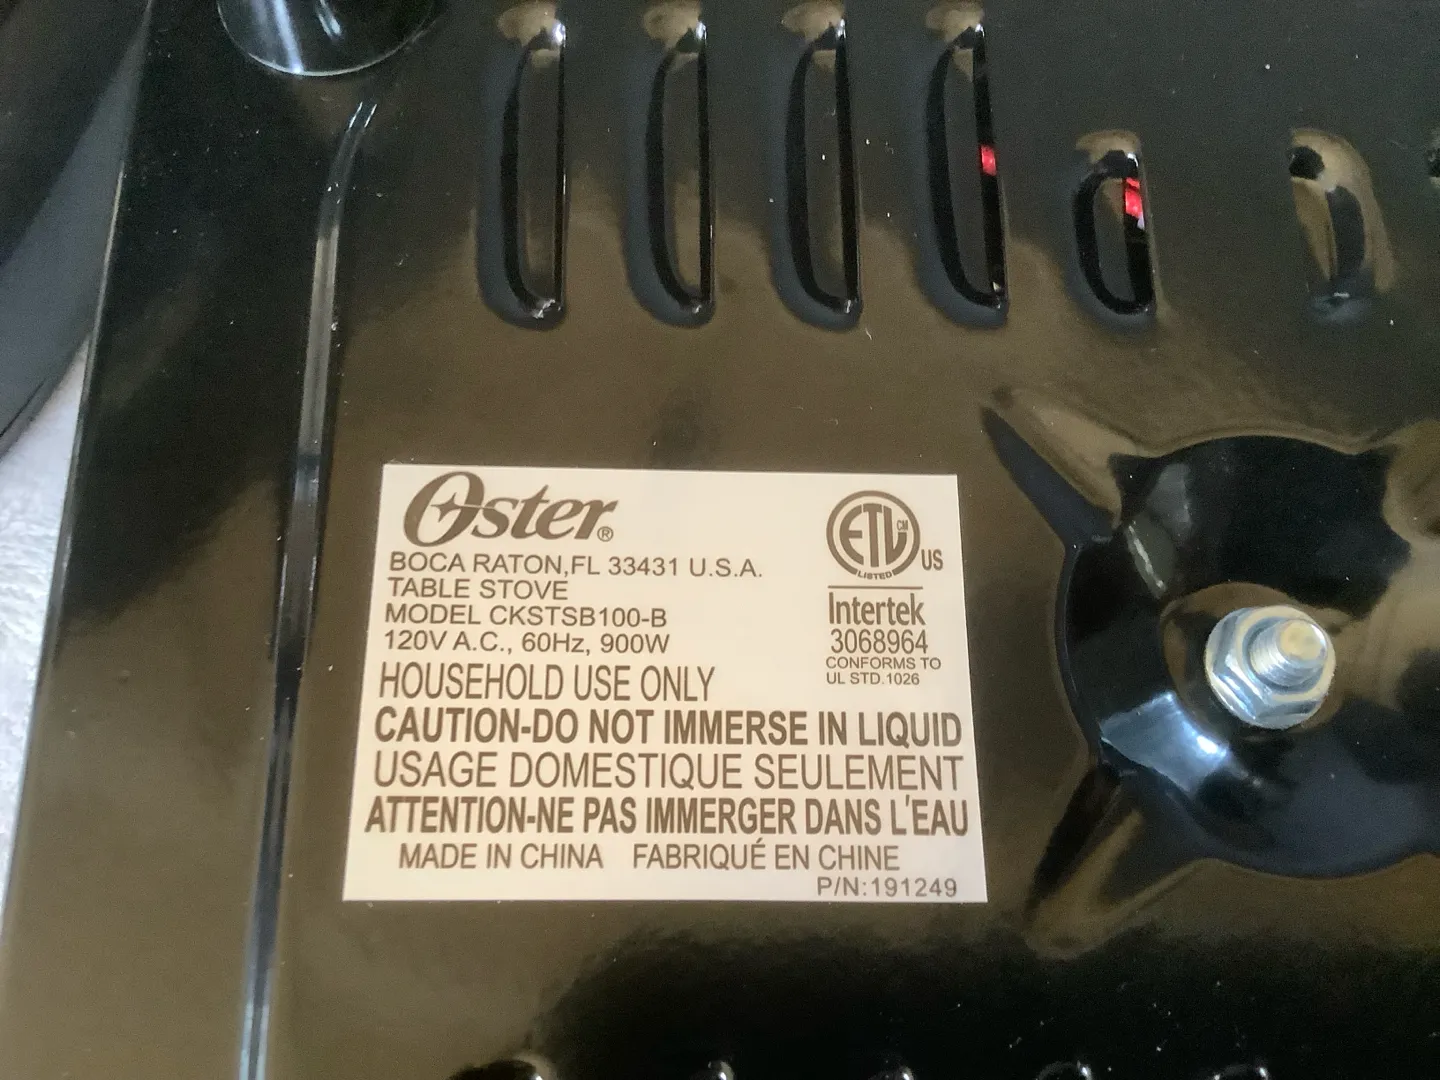 Oster®
BOCA RATON,FL 33431 U.S.A.
TABLE STOVE
MODEL CKSTSB100-B
120V A.C., 60Hz, 900W
ETL CM
LISTED
US
Intertek
3068964
CONFORMS TO
UL STD.1026
HOUSEHOLD USE ONLY
CAUTION-DO NOT IMMERSE IN LIQUID
USAGE DOMESTIQUE SEULEMENT
ATTENTION-NE PAS IMMERGER DANS L'EAU
MADE IN CHINA FABRIQUÉ EN CHINE
P/N:191249